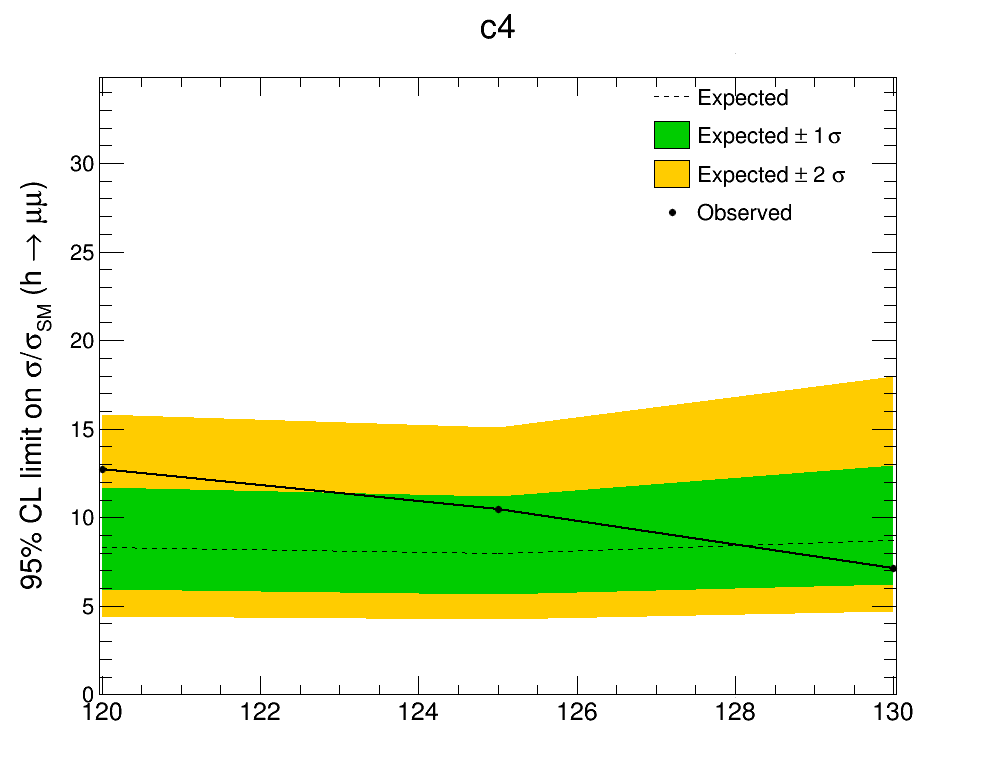 c4
Expected
Expected ± 1σ
Expected ± 2 σ
Observed
95% CL limit on σ/σSM (h → μμ)
30
25
20
15
10
5
0
120 122 124 126 128 130